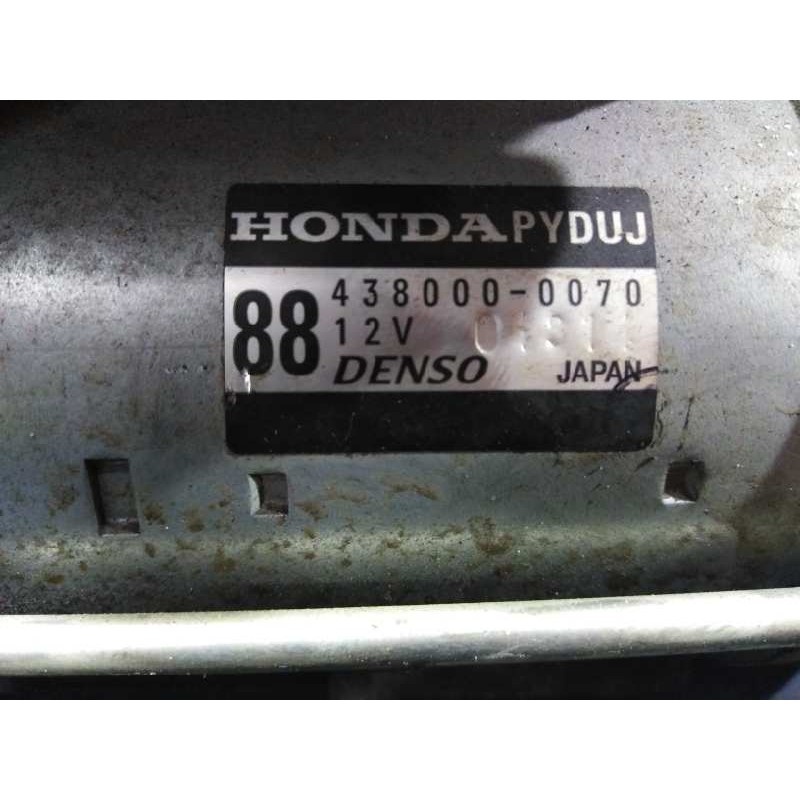 HONDA PYDUJ
88 438000-0070
12V
DENSO JAPAN